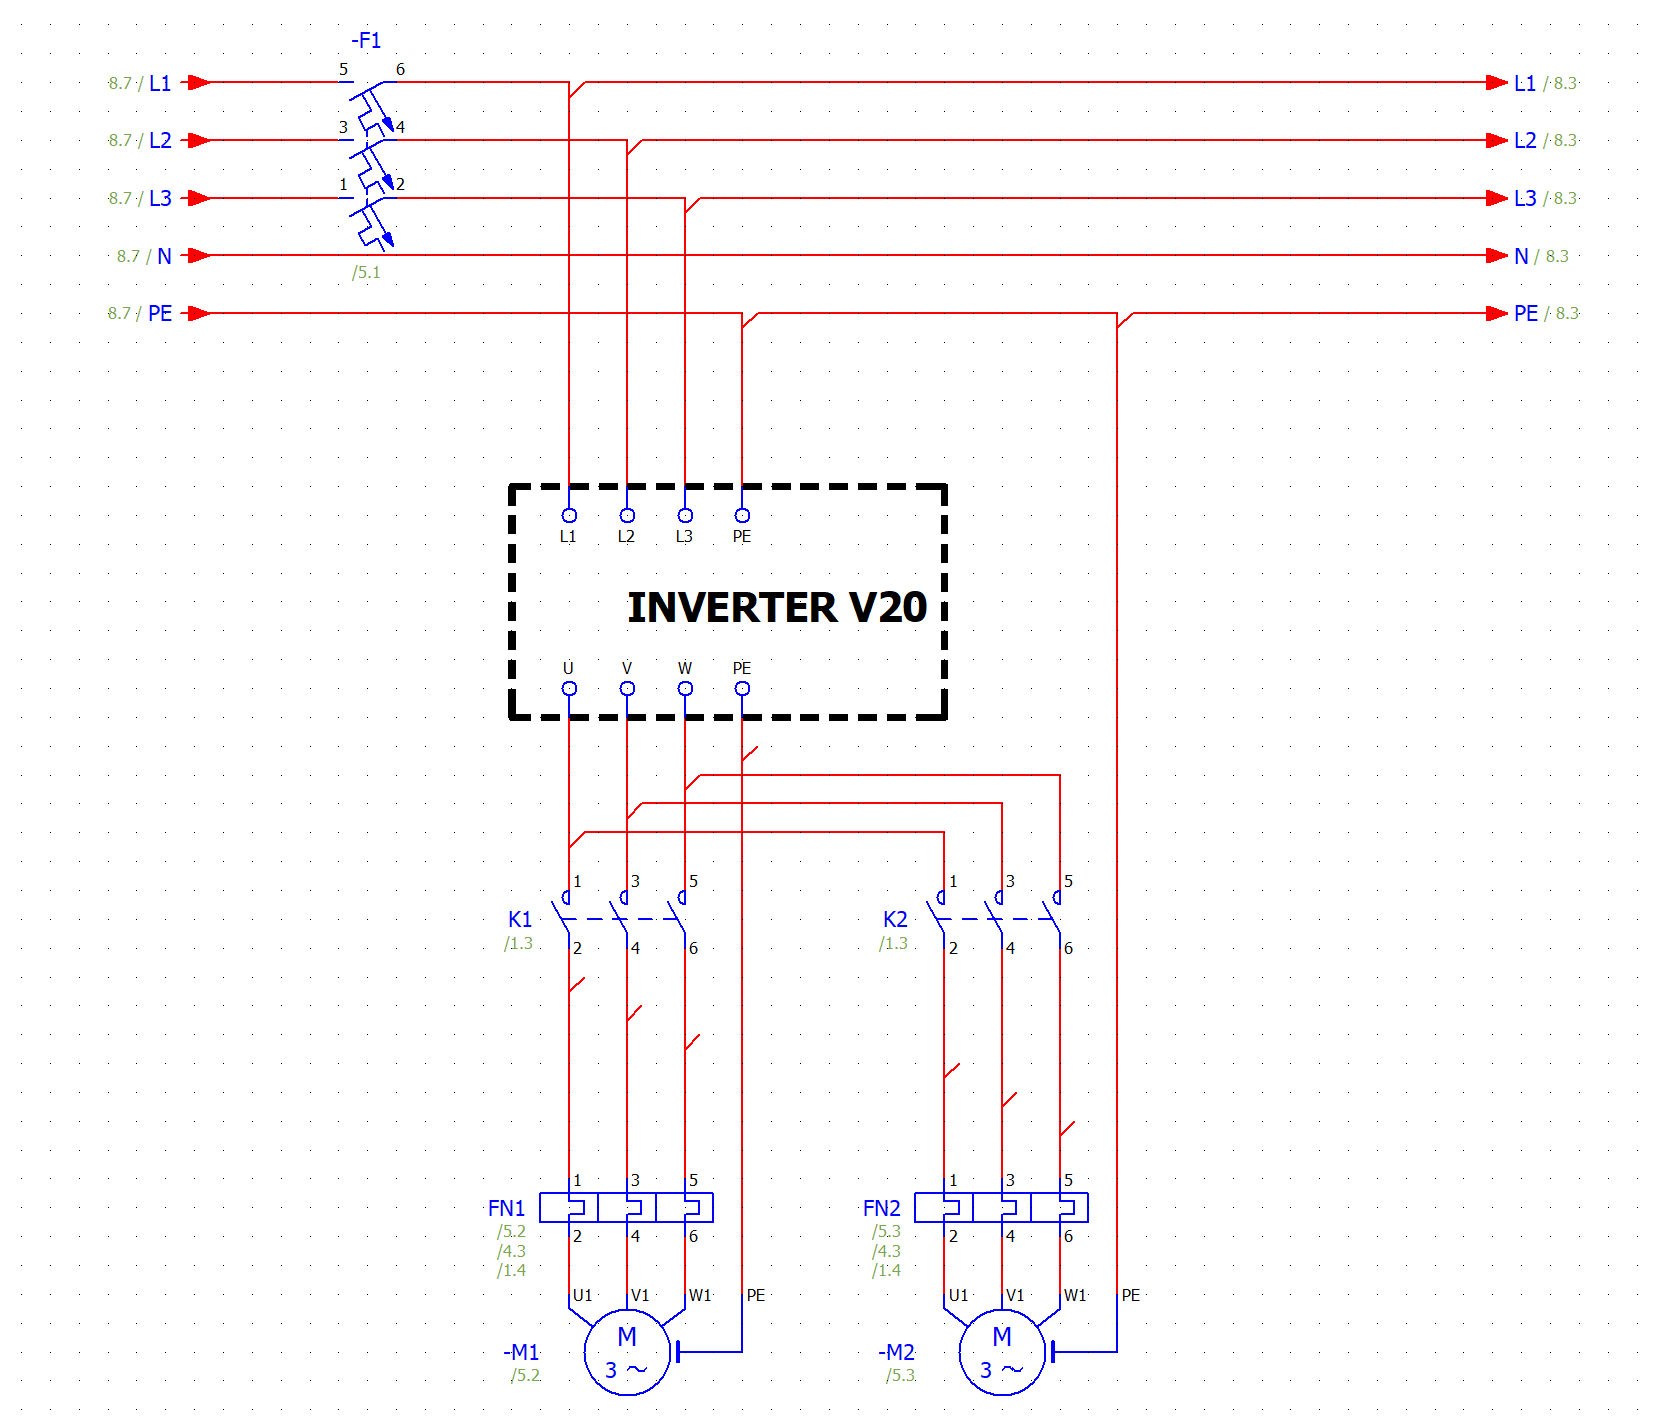 -F1
5 6
8.7 / L1 L1 / 8.3
3 4
8.7 / L2 L2 / 8.3
1 2
8.7 / L3 L3 / 8.3
8.7 / N N / 8.3
/5.1
8.7 / PE PE / 8.3
L1 L2 L3 PE
INVERTER V20
U V W PE
1 3 5 1 3 5
K1 K2
/1.3 /1.3
2 4 6 2 4 6
1 3 5 1 3 5
FN1 FN2
/5.2 /5.3
2 4 6 2 4 6
/4.3 /4.3
/1.4 /1.4
U1 V1 W1 PE U1 V1 W1 PE
M M
-M1 -M2
3 ~ 3 ~
/5.2 /5.3